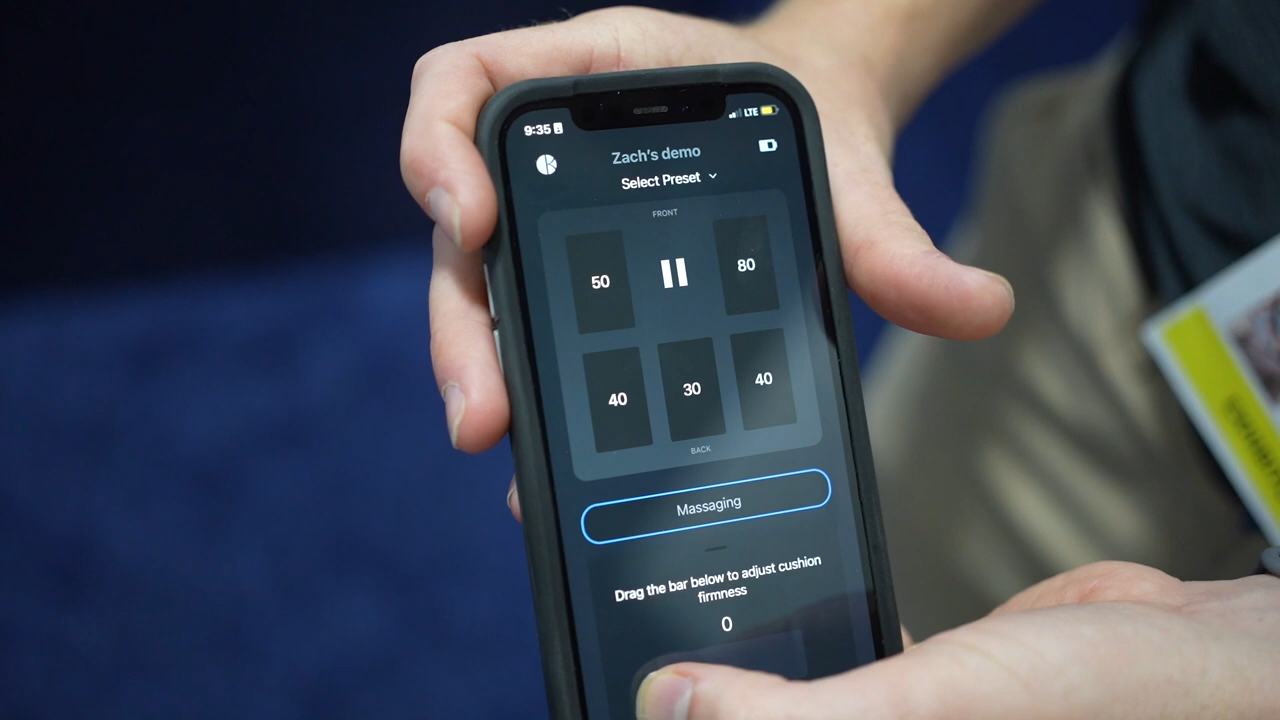 9:35
LTE
Zach's demo
Select Preset
FRONT
50
80
40
30
40
BACK
Massaging
Drag the bar below to adjust cushion
firmness
0